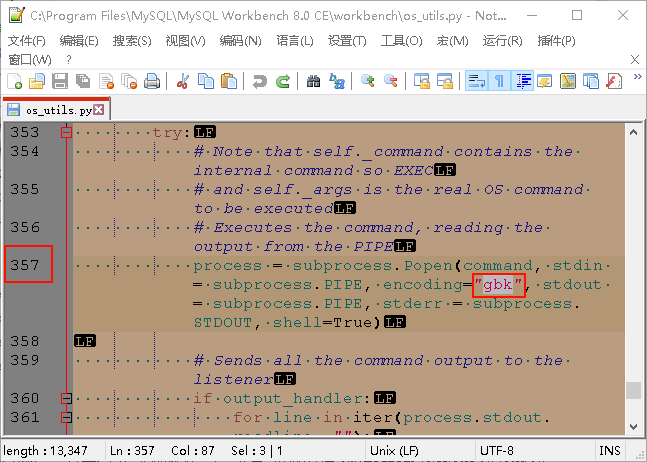 C:\Program Files\MySQL\MySQL Workbench 8.0 CE\workbench\os_utils.py - Not...
文件(F) 编辑(E) 搜索(S) 视图(V) 编码(N) 语言(L) 设置(T) 工具(O) 宏(M) 运行(R) 插件(P)
窗口(W) ?
os_utils.py
353 try:LF
354 # Note that self._command contains the
internal command so EXECLF
355 # and self._args is the real OS command
to be executedLF
356 # Executes the command, reading the
output from the PIPELF
357 process = subprocess.Popen(command, stdin
= subprocess.PIPE, encoding="gbk", stdout
= subprocess.PIPE, stderr = subprocess.
STDOUT, shell=True)LF
358 LF
359 # Sends all the command output to the
listenerLF
360 if output_handler:LF
361 for line in iter(process.stdout.
readline, ""):LF
length : 13,347 Ln : 357 Col : 87 Sel : 3 | 1 Unix (LF) UTF-8 INS